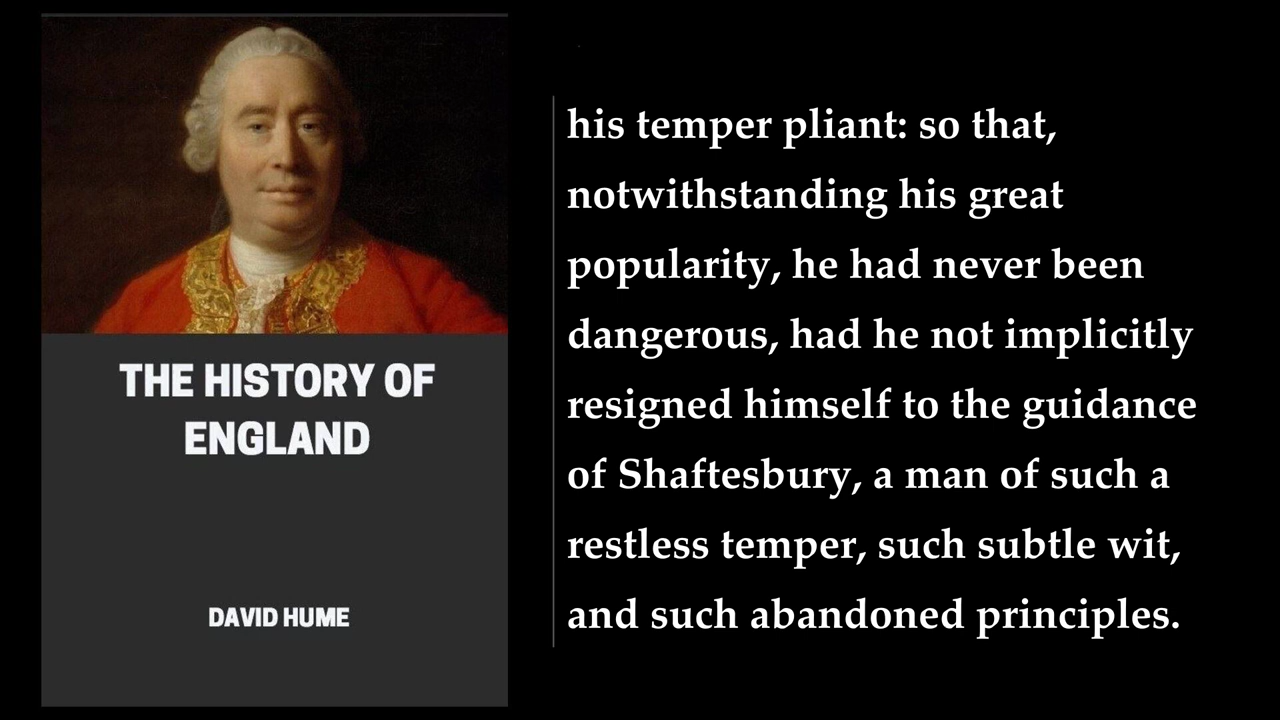 THE HISTORY OF
ENGLAND
DAVID HUME
his temper pliant: so that,
notwithstanding his great
popularity, he had never been
dangerous, had he not implicitly
resigned himself to the guidance
of Shaftesbury, a man of such a
restless temper, such subtle wit,
and such abandoned principles.